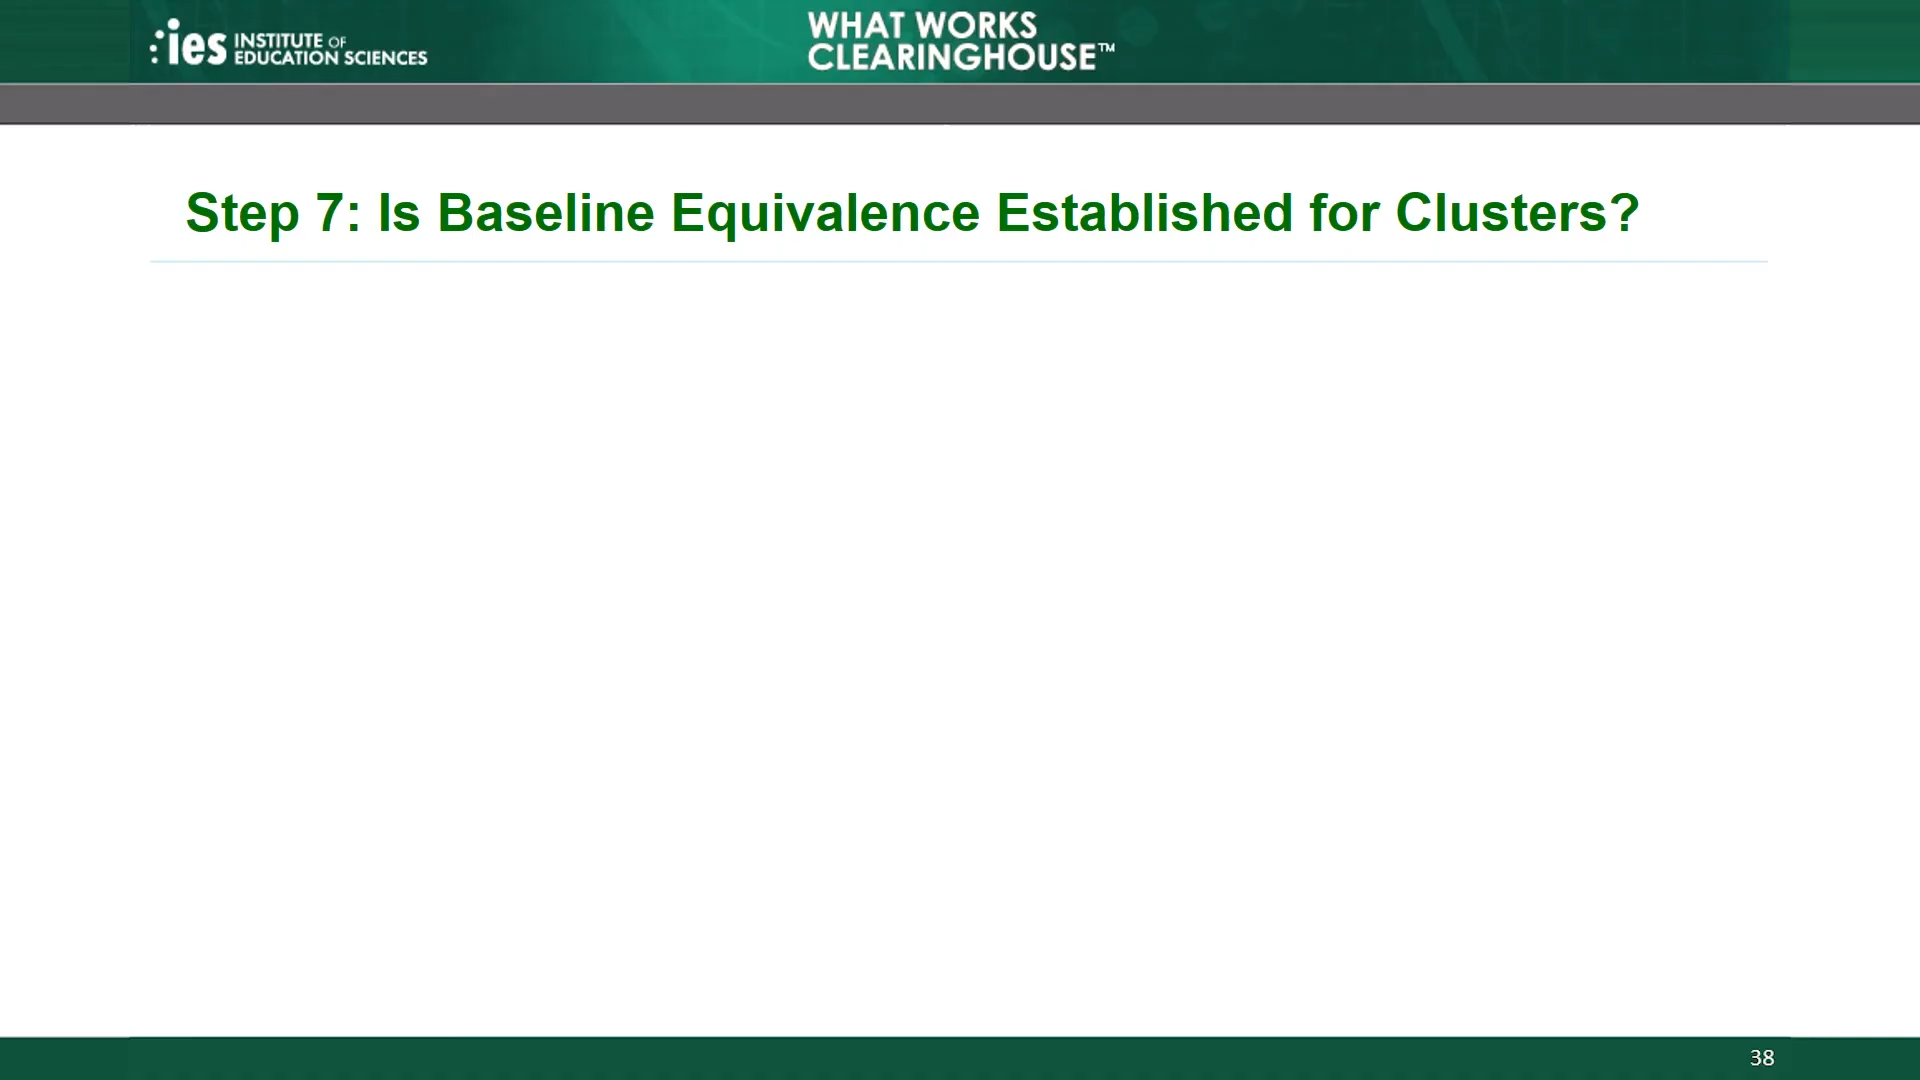 ies INSTITUTE OF
EDUCATION SCIENCES
WHAT WORKS
CLEARINGHOUSE™
Step 7: Is Baseline Equivalence Established for Clusters?
38